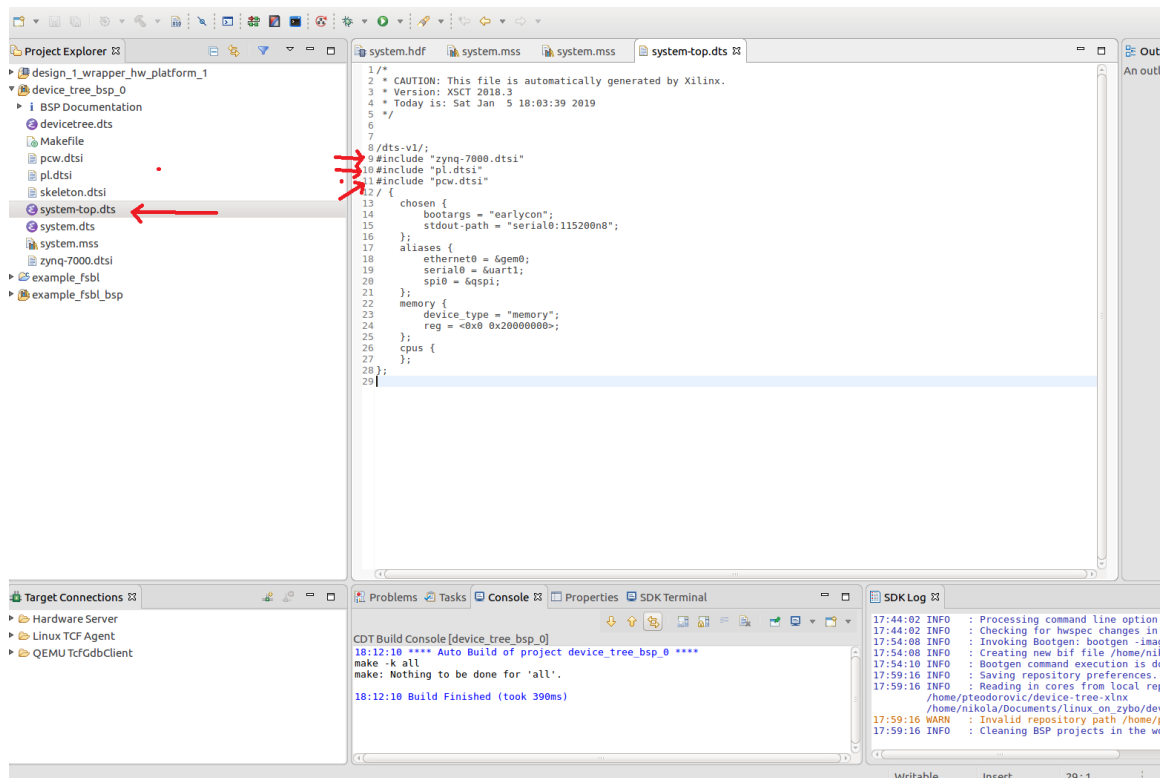 Project Explorer
design_1_wrapper_hw_platform_1
device_tree_bsp_0
BSP Documentation
devicetree.dts
Makefile
pcw.dtsi
pl.dtsi
skeleton.dtsi
system-top.dts
system.dts
system.mss
zynq-7000.dtsi
example_fsbl
example_fsbl_bsp
system.hdf system.mss system.mss system-top.dts
1 /*
2 * CAUTION: This file is automatically generated by Xilinx.
3 * Version: XSCT 2018.3
4 * Today is: Sat Jan 5 18:03:39 2019
5 */
6
7
8 /dts-v1/;
9 #include "zynq-7000.dtsi"
10 #include "pl.dtsi"
11 #include "pcw.dtsi"
12 / {
13 chosen {
14 bootargs = "earlycon";
15 stdout-path = "serial0:115200n8";
16 };
17 aliases {
18 ethernet0 = &gem0;
19 serial0 = &uart1;
20 spi0 = &qspi;
21 };
22 memory {
23 device_type = "memory";
24 reg = <0x0 0x20000000>;
25 };
26 cpus {
27 };
28 };
29
Out
An outl
Target Connections
Hardware Server
Linux TCF Agent
QEMU TcfGdbClient
Problems Tasks Console Properties SDK Terminal
CDT Build Console [device_tree_bsp_0]
18:12:10 **** Auto Build of project device_tree_bsp_0 ****
make -k all
make: Nothing to be done for 'all'.
18:12:10 Build Finished (took 390ms)
SDK Log
17:44:02 INFO : Processing command line option
17:44:02 INFO : Checking for hwspec changes in
17:54:08 INFO : Invoking Bootgen: bootgen -imag
17:54:08 INFO : Creating new bif file /home/nik
17:54:10 INFO : Bootgen command execution is do
17:59:16 INFO : Saving repository preferences.
17:59:16 INFO : Reading in cores from local rep
/home/pteodorovic/device-tree-xlnx
/home/nikola/Documents/linux_on_zybo/dev
17:59:16 WARN : Invalid repository path /home/p
17:59:16 INFO : Cleaning BSP projects in the wo
Writable Insert 29 : 1